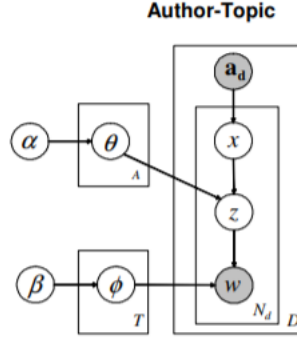 Author-Topic
a_d
α θ x
A
z
β φ w
T N_d D